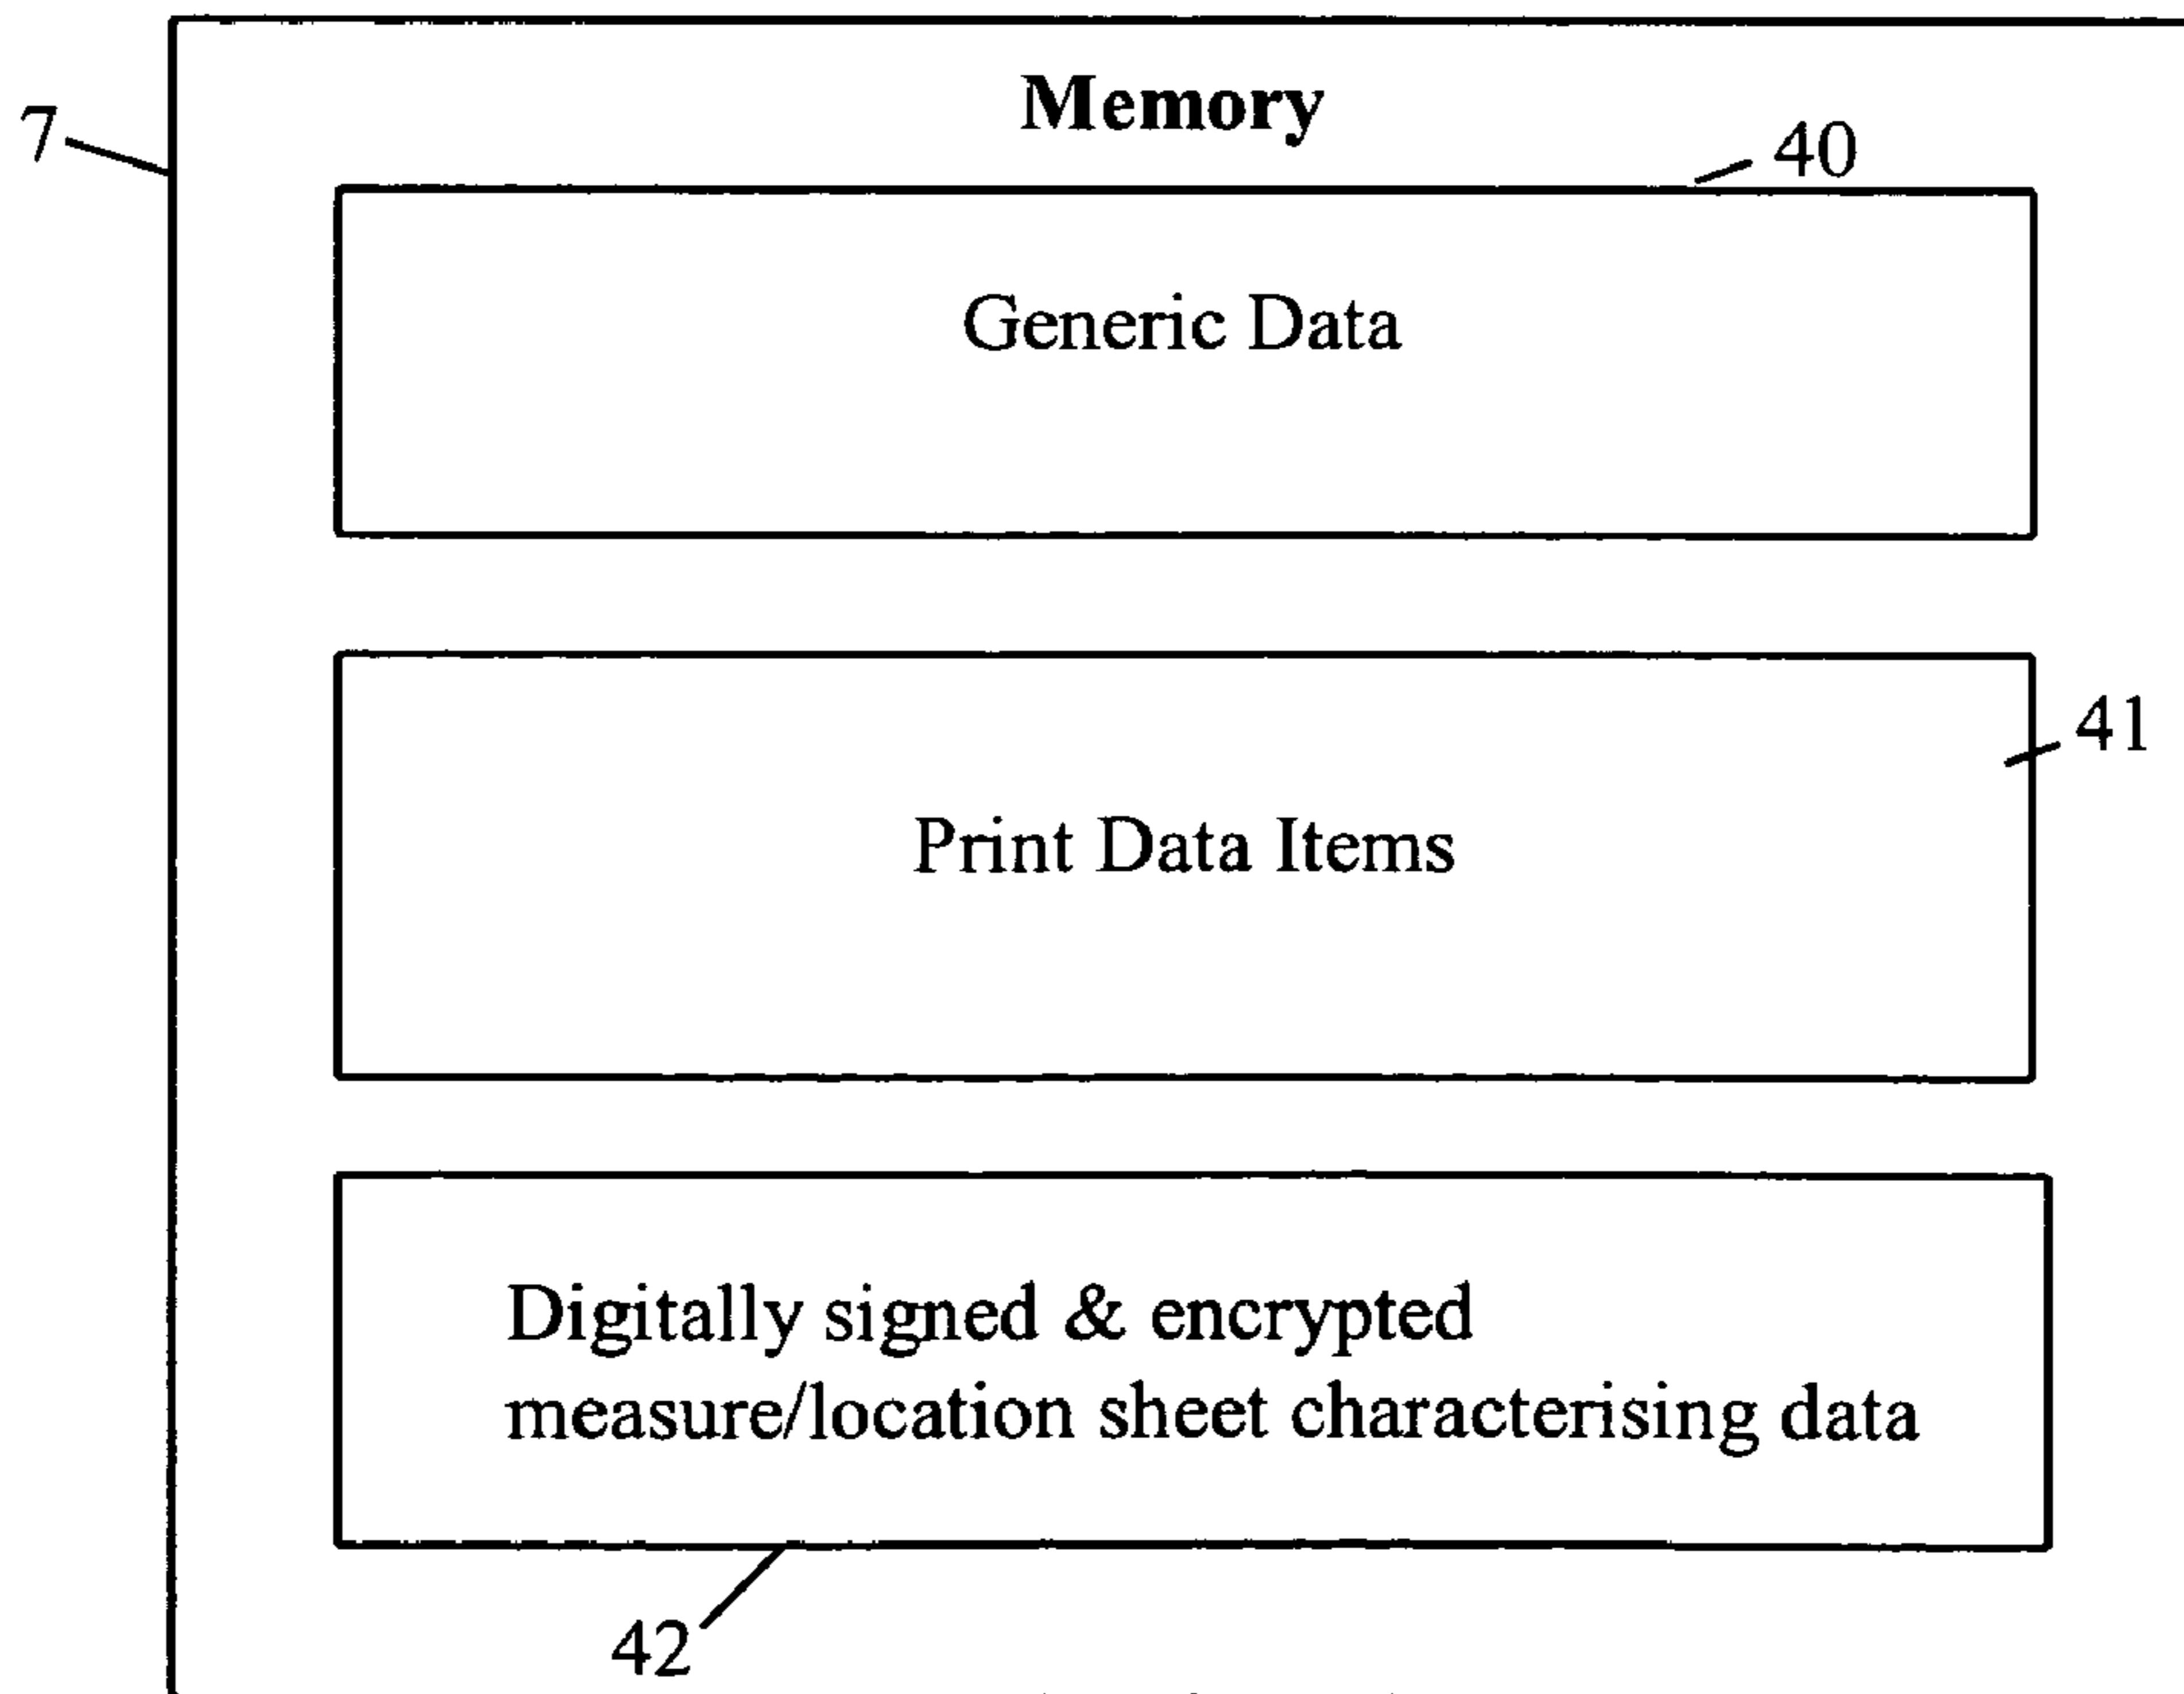 Memory
7
40
Generic Data
41
Print Data Items
Digitally signed & encrypted
measure/location sheet characterising data
42